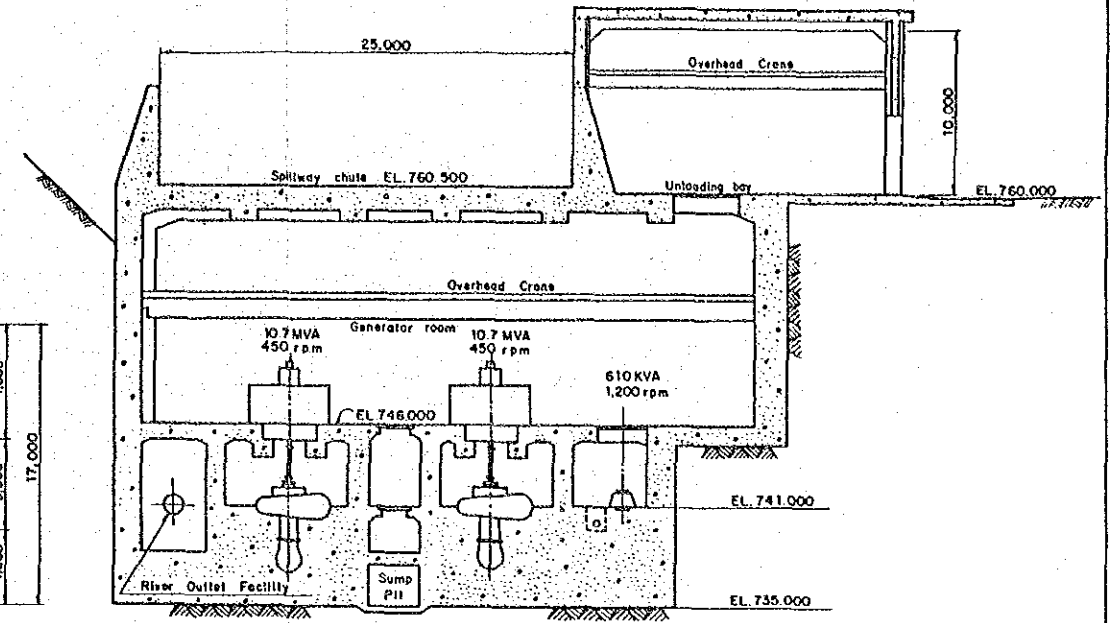 25,000
Overhead Crane
10,000
Spillway chute EL.760.500
Unloading bay
EL.760.000
Overhead Crane
Generator room
10.7 MVA
450 rpm
10.7 MVA
450 rpm
610 KVA
1,200 rpm
EL.746.000
17,000
EL.741.000
River Outlet Facility
Sump
Pit
EL.735.000